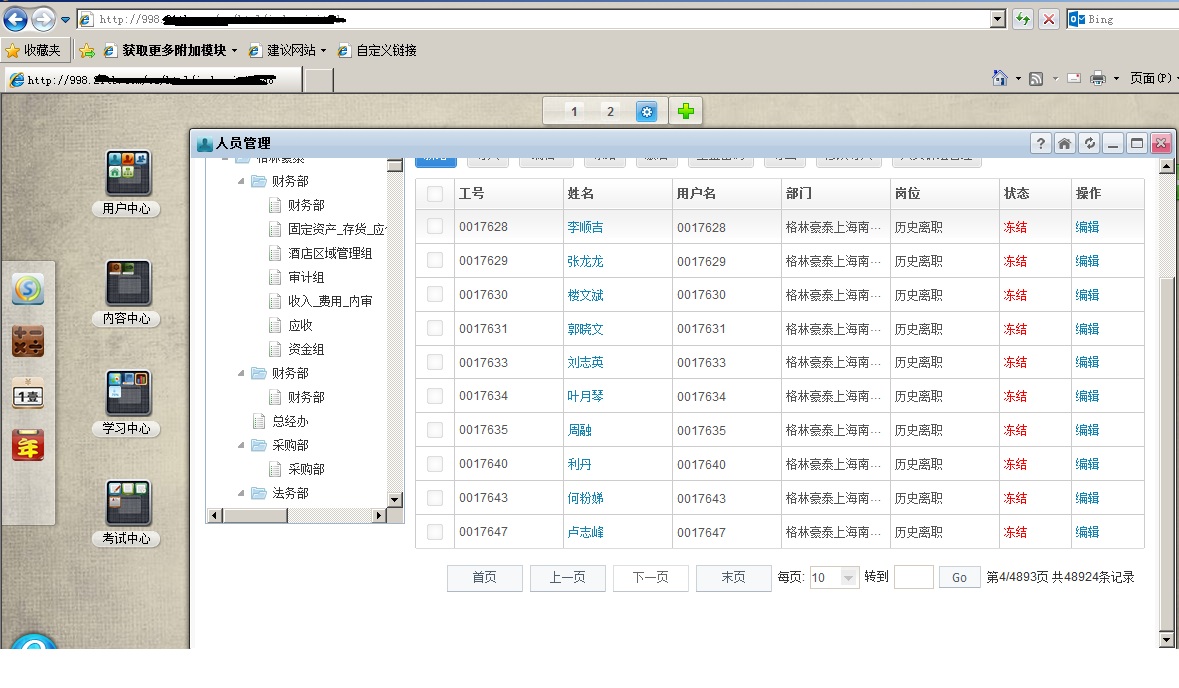 http://998.
Bing
收藏夹 获取更多附加模块 建议网站 自定义链接
http://998.
页面(P)
1 2
人员管理
用户中心
内容中心
学习中心
考试中心
1壹
年
财务部
财务部
固定资产_存货_应
酒店区域管理组
审计组
收入_费用_内审
应收
资金组
财务部
财务部
总经办
采购部
采购部
法务部
工号 姓名 用户名 部门 岗位 状态 操作
0017628 李顺吉 0017628 格林豪泰上海南... 历史离职 冻结 编辑
0017629 张龙龙 0017629 格林豪泰上海南... 历史离职 冻结 编辑
0017630 楼文斌 0017630 格林豪泰上海南... 历史离职 冻结 编辑
0017631 郭晓文 0017631 格林豪泰上海南... 历史离职 冻结 编辑
0017633 刘志英 0017633 格林豪泰上海南... 历史离职 冻结 编辑
0017634 叶月琴 0017634 格林豪泰上海南... 历史离职 冻结 编辑
0017635 周融 0017635 格林豪泰上海南... 历史离职 冻结 编辑
0017640 利丹 0017640 格林豪泰上海南... 历史离职 冻结 编辑
0017643 何粉娣 0017643 格林豪泰上海南... 历史离职 冻结 编辑
0017647 卢志峰 0017647 格林豪泰上海南... 历史离职 冻结 编辑
首页 上一页 下一页 末页 每页: 10 转到 Go 第4/4893页 共48924条记录